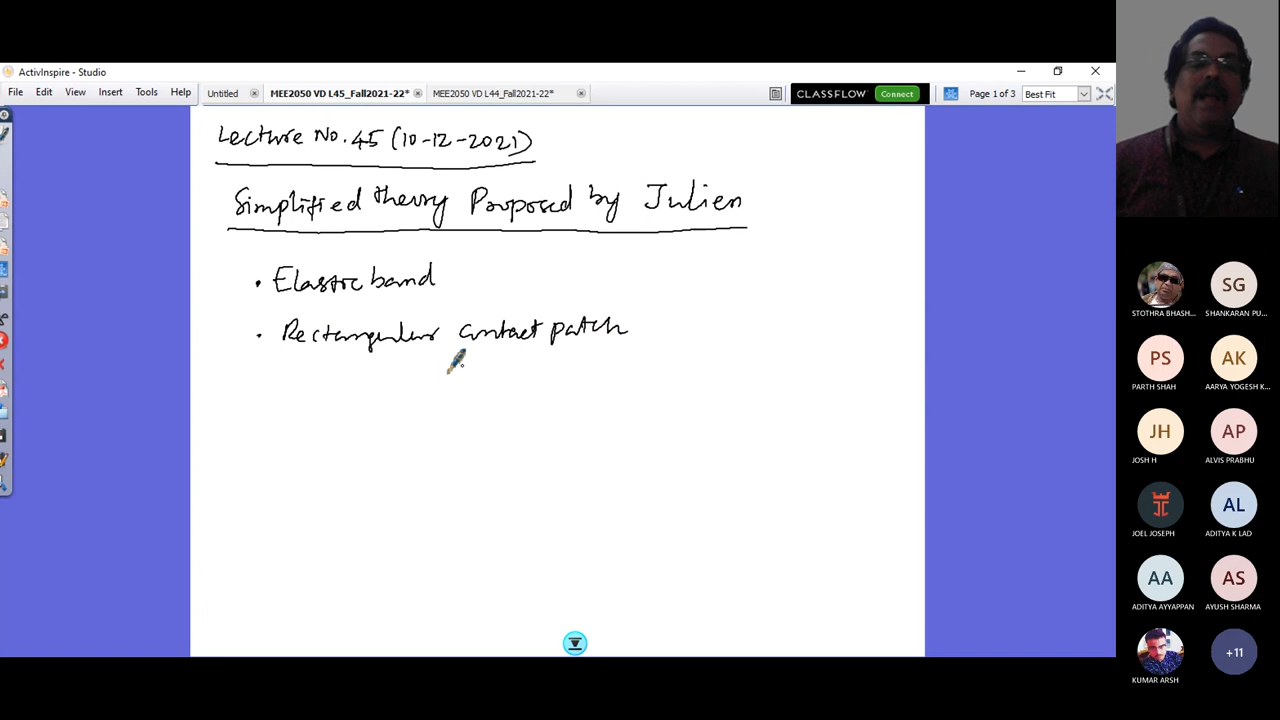 ActivInspire - Studio
File Edit View Insert Tools Help
Untitled MEE2050 VD L45_Fall2021-22* MEE2050 VD L44_Fall2021-22* CLASSFLOW Connect Page 1 of 3 Best Fit
Lecture No. 45 (10-12-2021)
Simplified theory Proposed by Julien
• Elastic band
• Rectangular contact patch
STOTHRA BHASH... SG SHANKARAN PU...
PS PARTH SHAH AK AARYA YOGESH K...
JH JOSH H AP ALVIS PRABHU
JOEL JOSEPH AL ADITYA K LAD
AA ADITYA AYYAPPAN AS AYUSH SHARMA
KUMAR ARSH +11